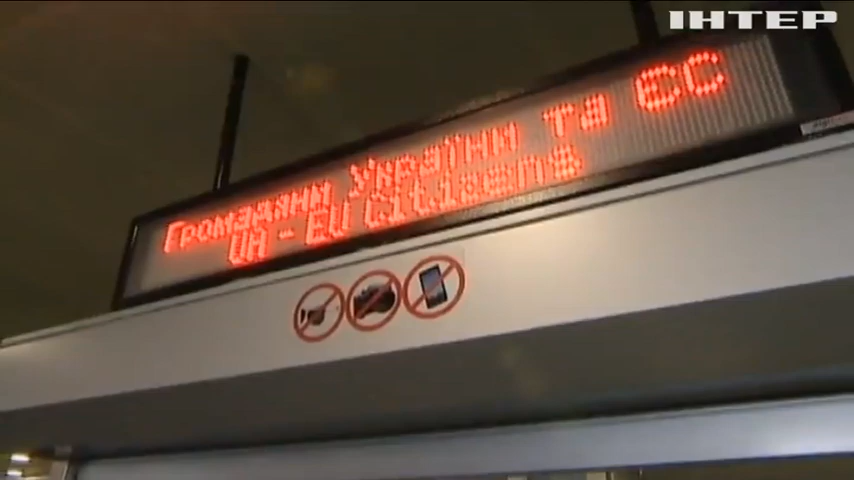 ІНТЕР
Громадяни України та ЄС
UA - EU Citizens